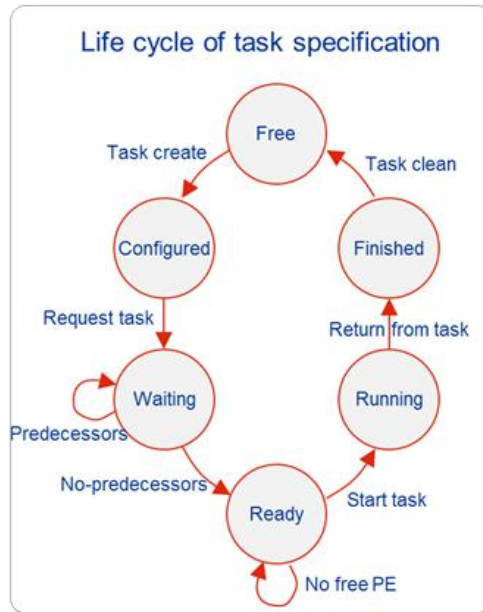 Life cycle of task specification
Free
Task create
Task clean
Configured
Finished
Request task
Return from task
Waiting
Running
Predecessors
No-predecessors
Start task
Ready
No free PE